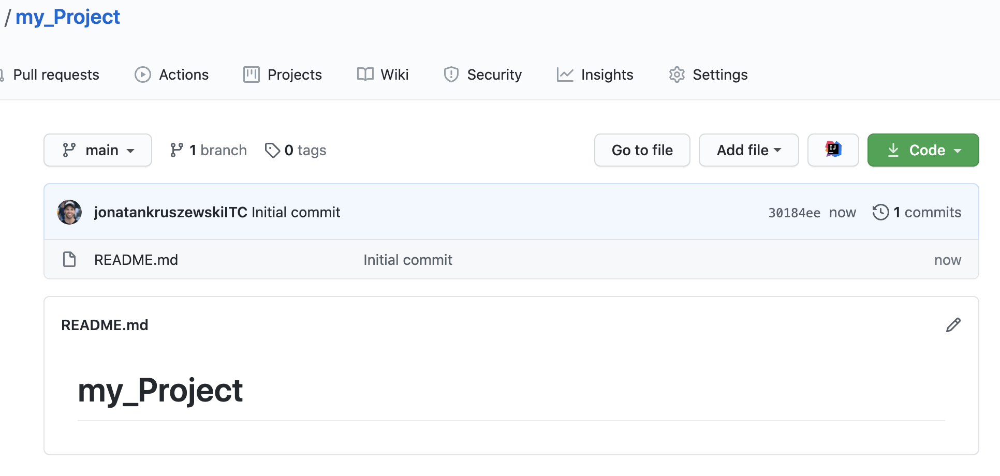 / my_Project
Pull requests Actions Projects Wiki Security Insights Settings
main 1 branch 0 tags Go to file Add file IJ Code
jonatankruszewskiITC Initial commit 30184ee now 1 commits
README.md Initial commit now
README.md
my_Project